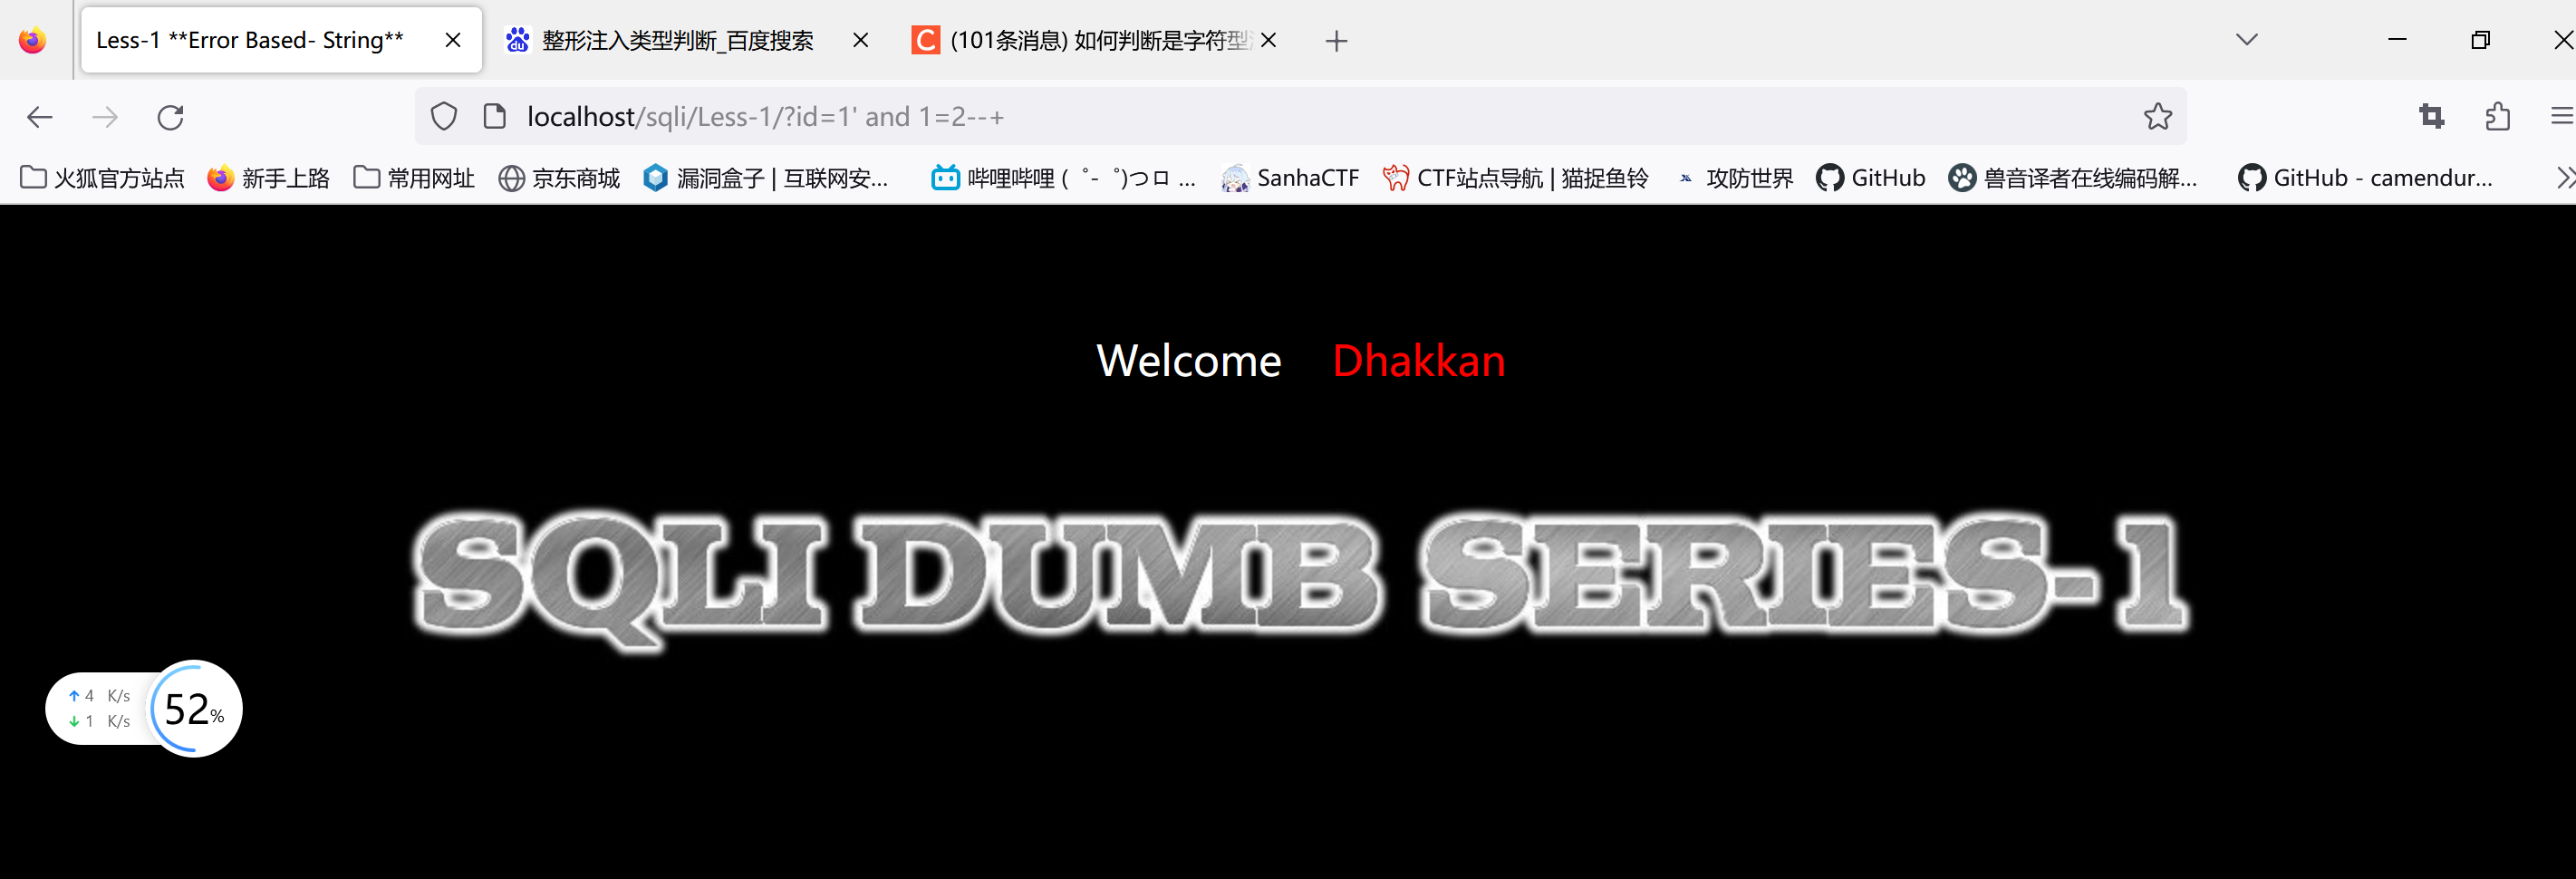 Less-1 **Error Based- String** 整形注入类型判断_百度搜索 (101条消息) 如何判断是字符型
localhost/sqli/Less-1/?id=1' and 1=2--+
火狐官方站点 新手上路 常用网址 京东商城 漏洞盒子 | 互联网安... 哔哩哔哩 ( ゜- ゜)つロ ... SanhaCTF CTF站点导航 | 猫捉鱼铃 攻防世界 GitHub 兽音译者在线编码解... GitHub - camendur...
Welcome Dhakkan
SQLI DUMB SERIES-1
↑ 4 K/s
52%
↓ 1 K/s